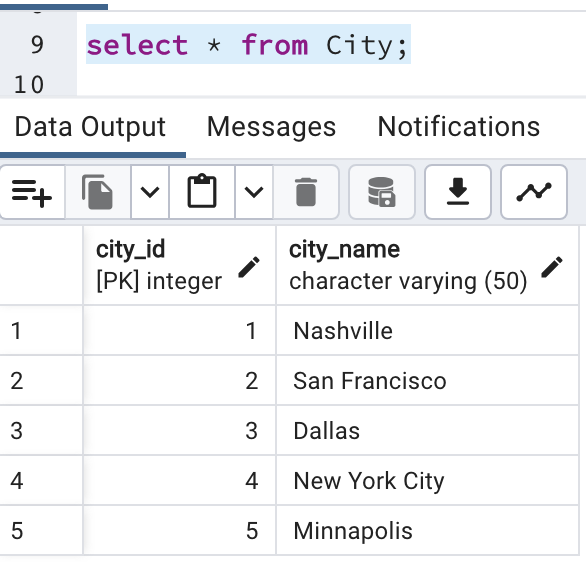 9 select * from City;
10
Data Output Messages Notifications
city_id city_name
[PK] integer character varying (50)
1 1 Nashville
2 2 San Francisco
3 3 Dallas
4 4 New York City
5 5 Minnapolis